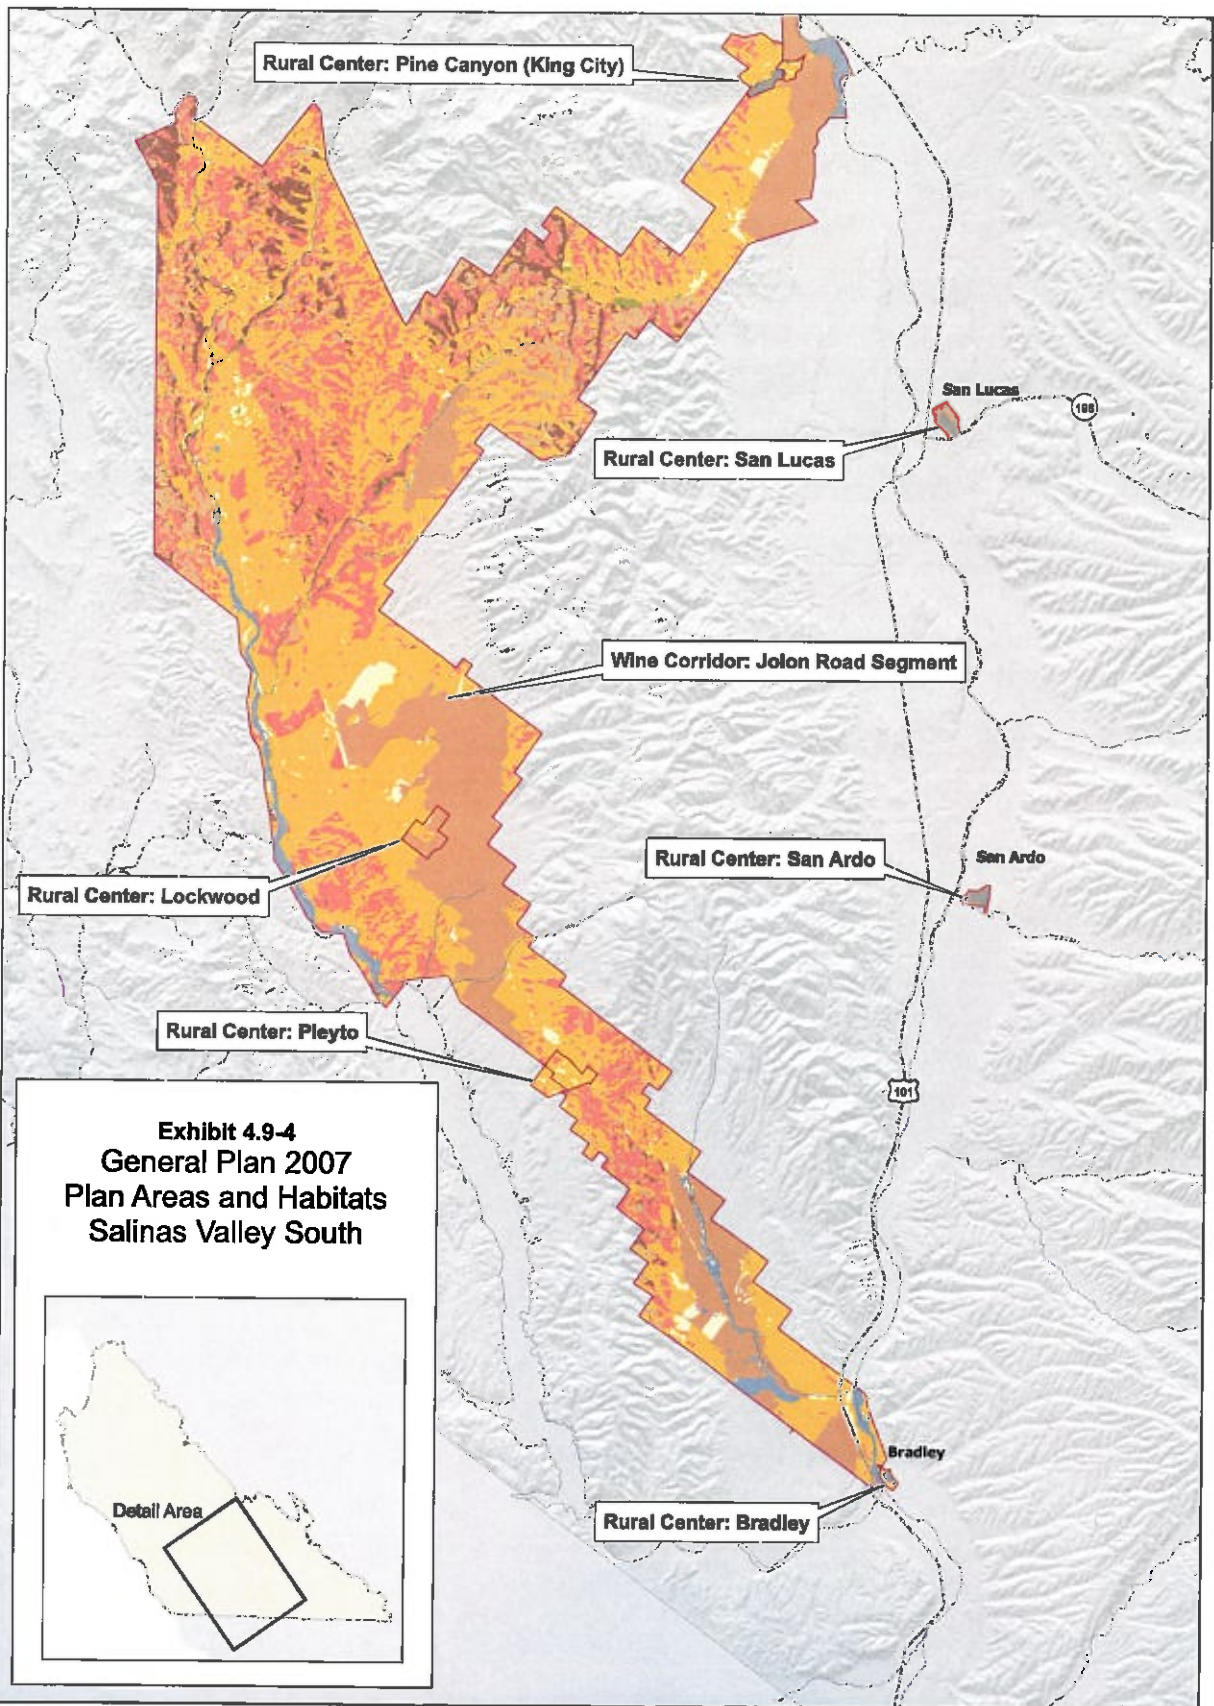 Rural Center: Pine Canyon (King City)
San Lucas
198
Rural Center: San Lucas
Wine Corridor: Jolon Road Segment
Rural Center: San Ardo
San Ardo
Rural Center: Lockwood
Rural Center: Pleyto
101
Exhibit 4.9-4
General Plan 2007
Plan Areas and Habitats
Salinas Valley South
Detail Area
Bradley
Rural Center: Bradley